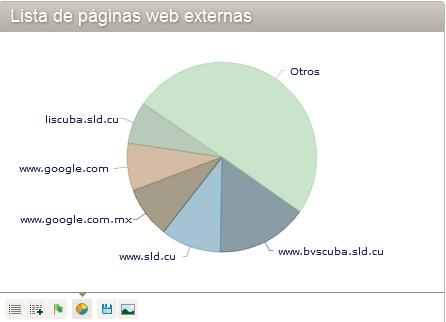 Lista de páginas web externas
Otros
liscuba.sld.cu
www.google.com
www.google.com.mx
www.sld.cu
www.bvscuba.sld.cu